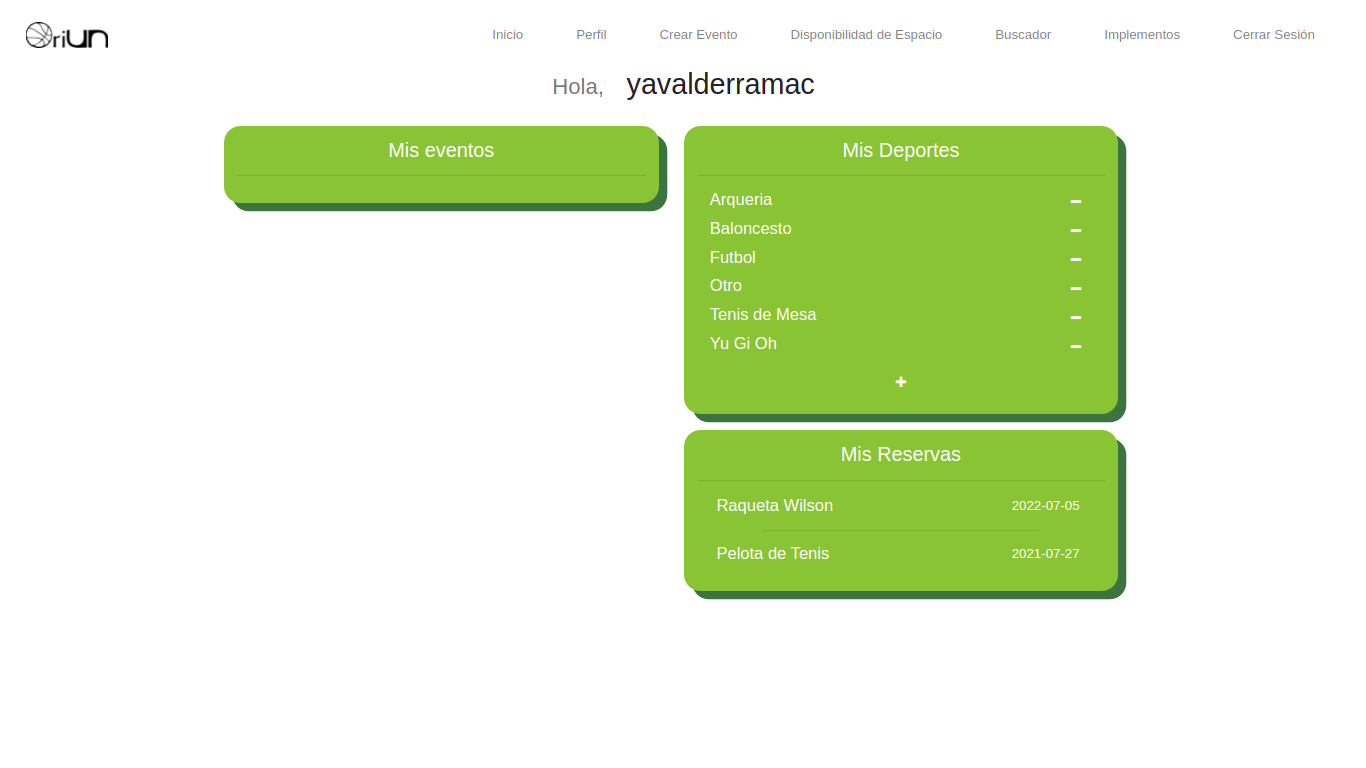 OriUN
Inicio Perfil Crear Evento Disponibilidad de Espacio Buscador Implementos Cerrar Sesión
Hola, yavalderramac
Mis eventos
Mis Deportes
Arqueria
Baloncesto
Futbol
Otro
Tenis de Mesa
Yu Gi Oh
Mis Reservas
Raqueta Wilson 2022-07-05
Pelota de Tenis 2021-07-27